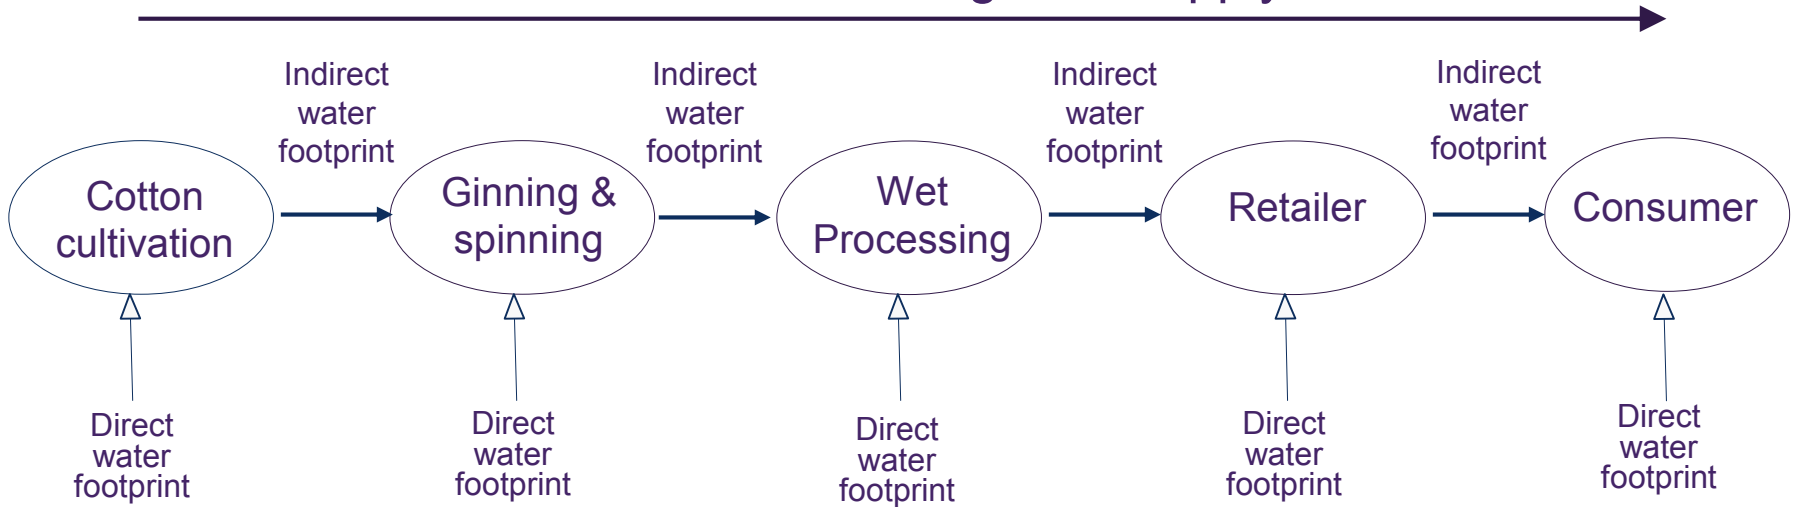 Indirect
water
footprint
Indirect
water
footprint
Indirect
water
footprint
Indirect
water
footprint
Cotton
cultivation
Ginning &
spinning
Wet
Processing
Retailer
Consumer
Direct
water
footprint
Direct
water
footprint
Direct
water
footprint
Direct
water
footprint
Direct
water
footprint